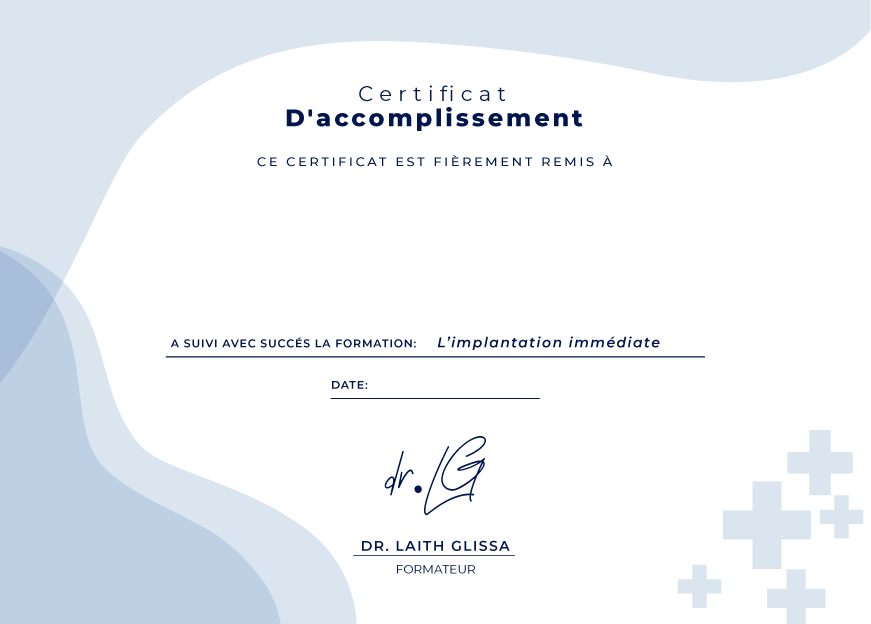 Certificat
D'accomplissement
CE CERTIFICAT EST FIÈREMENT REMIS À
A SUIVI AVEC SUCCÉS LA FORMATION: L'implantation immédiate
DATE:
dr. LG
DR. LAITH GLISSA
FORMATEUR